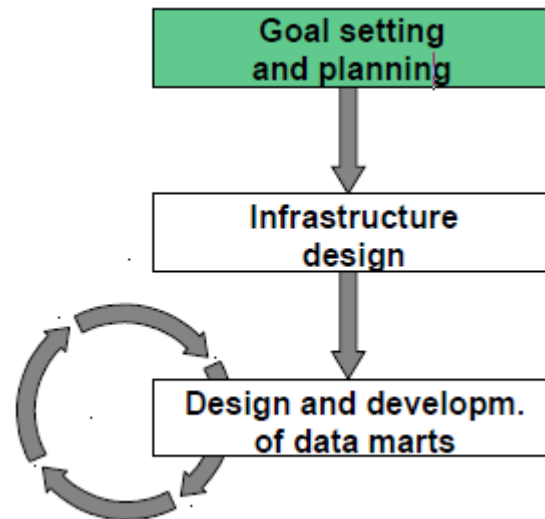 Goal setting
and planning
Infrastructure
design
Design and developm.
of data marts